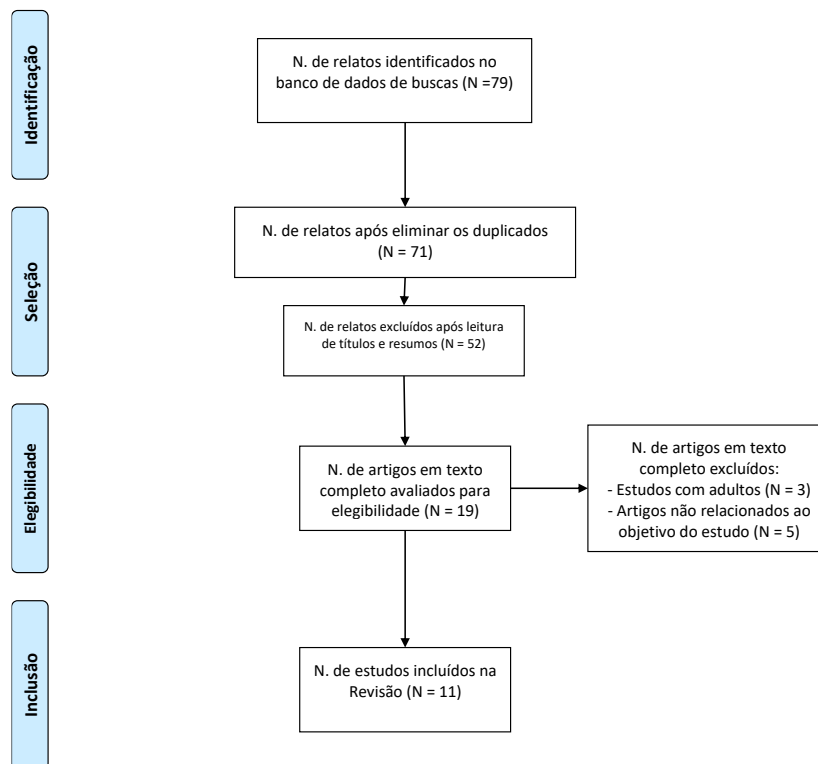 Identificação
N. de relatos identificados no
banco de dados de buscas (N =79)
Seleção
N. de relatos após eliminar os duplicados
(N = 71)
N. de relatos excluídos após leitura
de títulos e resumos (N = 52)
Elegibilidade
N. de artigos em texto
completo avaliados para
elegibilidade (N = 19)
N. de artigos em texto
completo excluídos:
- Estudos com adultos (N = 3)
- Artigos não relacionados ao
objetivo do estudo (N = 5)
Inclusão
N. de estudos incluídos na
Revisão (N = 11)